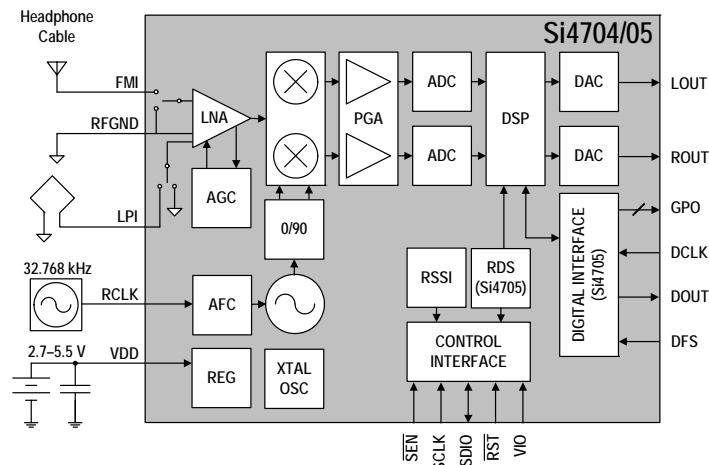 Headphone
Cable
Si4704/05
FMI
RFGND
LPI
LNA
AGC
0/90
PGA
ADC
ADC
DSP
DAC
DAC
LOUT
ROUT
GPO
DCLK
DOUT
DFS
DIGITAL INTERFACE
(Si4705)
32.768 kHz
RCLK
AFC
RSSI
RDS
(Si4705)
2.7–5.5 V
VDD
REG
XTAL
OSC
CONTROL
INTERFACE
SEN
SCLK
SDIO
RST
VIO